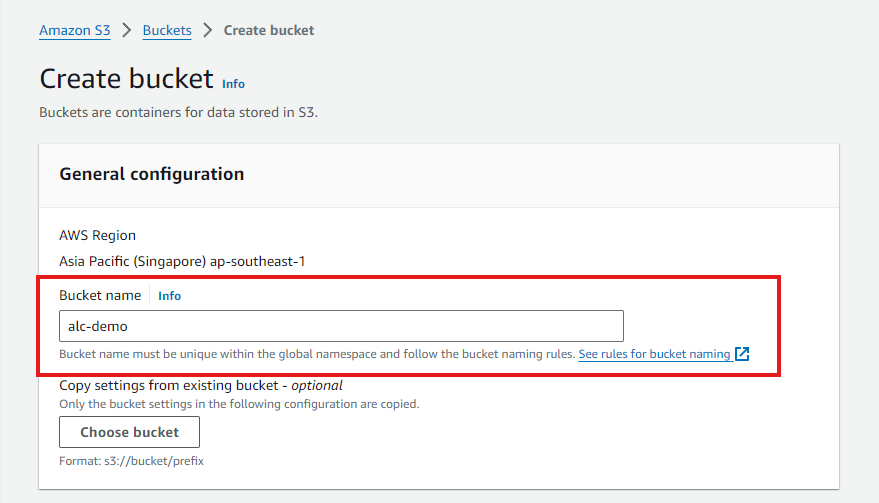 Amazon S3 > Buckets > Create bucket
Create bucket Info
Buckets are containers for data stored in S3.
General configuration
AWS Region
Asia Pacific (Singapore) ap-southeast-1
Bucket name Info
alc-demo
Bucket name must be unique within the global namespace and follow the bucket naming rules. See rules for bucket naming
Copy settings from existing bucket - optional
Only the bucket settings in the following configuration are copied.
Choose bucket
Format: s3://bucket/prefix